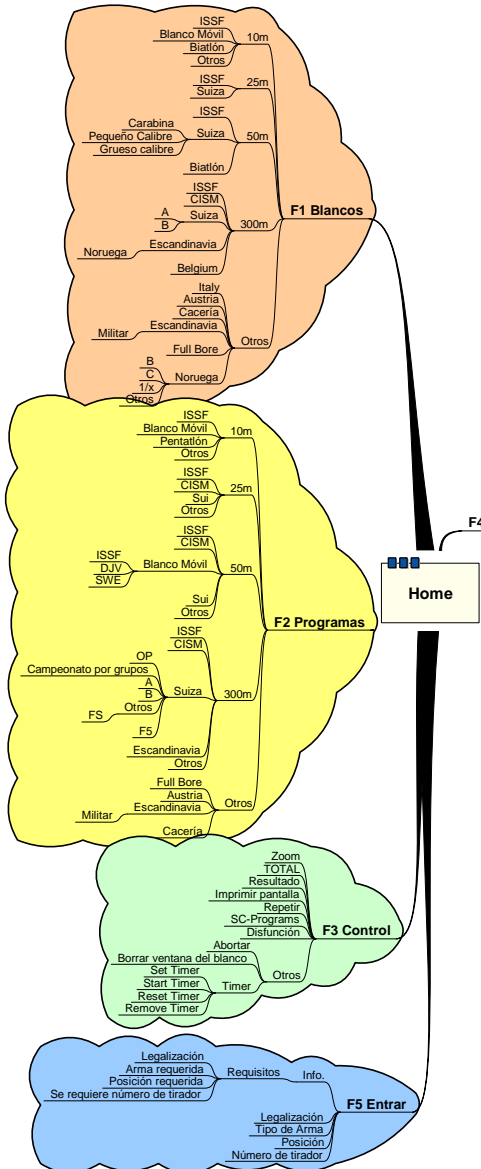 ISSF
Blanco Móvil
Biatlón
Otros
10m
ISSF
Suiza
25m
ISSF
Carabina
Pequeño Calibre
Grueso calibre
Suiza
Biatlón
50m
ISSF
CISM
A
B
Suiza
Noruega
Escandinavia
Belgium
300m
Italy
Austria
Cacería
Militar
Escandinavia
Full Bore
B
C
1/x
Otros
Noruega
Otros
F1 Blancos
ISSF
Blanco Móvil
Pentatlón
Otros
10m
ISSF
CISM
Sui
Otros
25m
ISSF
CISM
ISSF
DJV
SWE
Blanco Móvil
Sui
Otros
50m
ISSF
CISM
OP
Campeonato por grupos
A
B
FS
Otros
F5
Suiza
Escandinavia
Otros
300m
Full Bore
Austria
Militar
Escandinavia
Cacería
Otros
F2 Programas
F4
Home
Zoom
TOTAL
Resultado
Imprimir pantalla
Repetir
SC-Programs
Disfunción
Abortar
Borrar ventana del blanco
Set Timer
Start Timer
Reset Timer
Remove Timer
Timer
Otros
F3 Control
Legalización
Arma requerida
Posición requerida
Se requiere número de tirador
Requisitos
Info.
Legalización
Tipo de Arma
Posición
Número de tirador
F5 Entrar